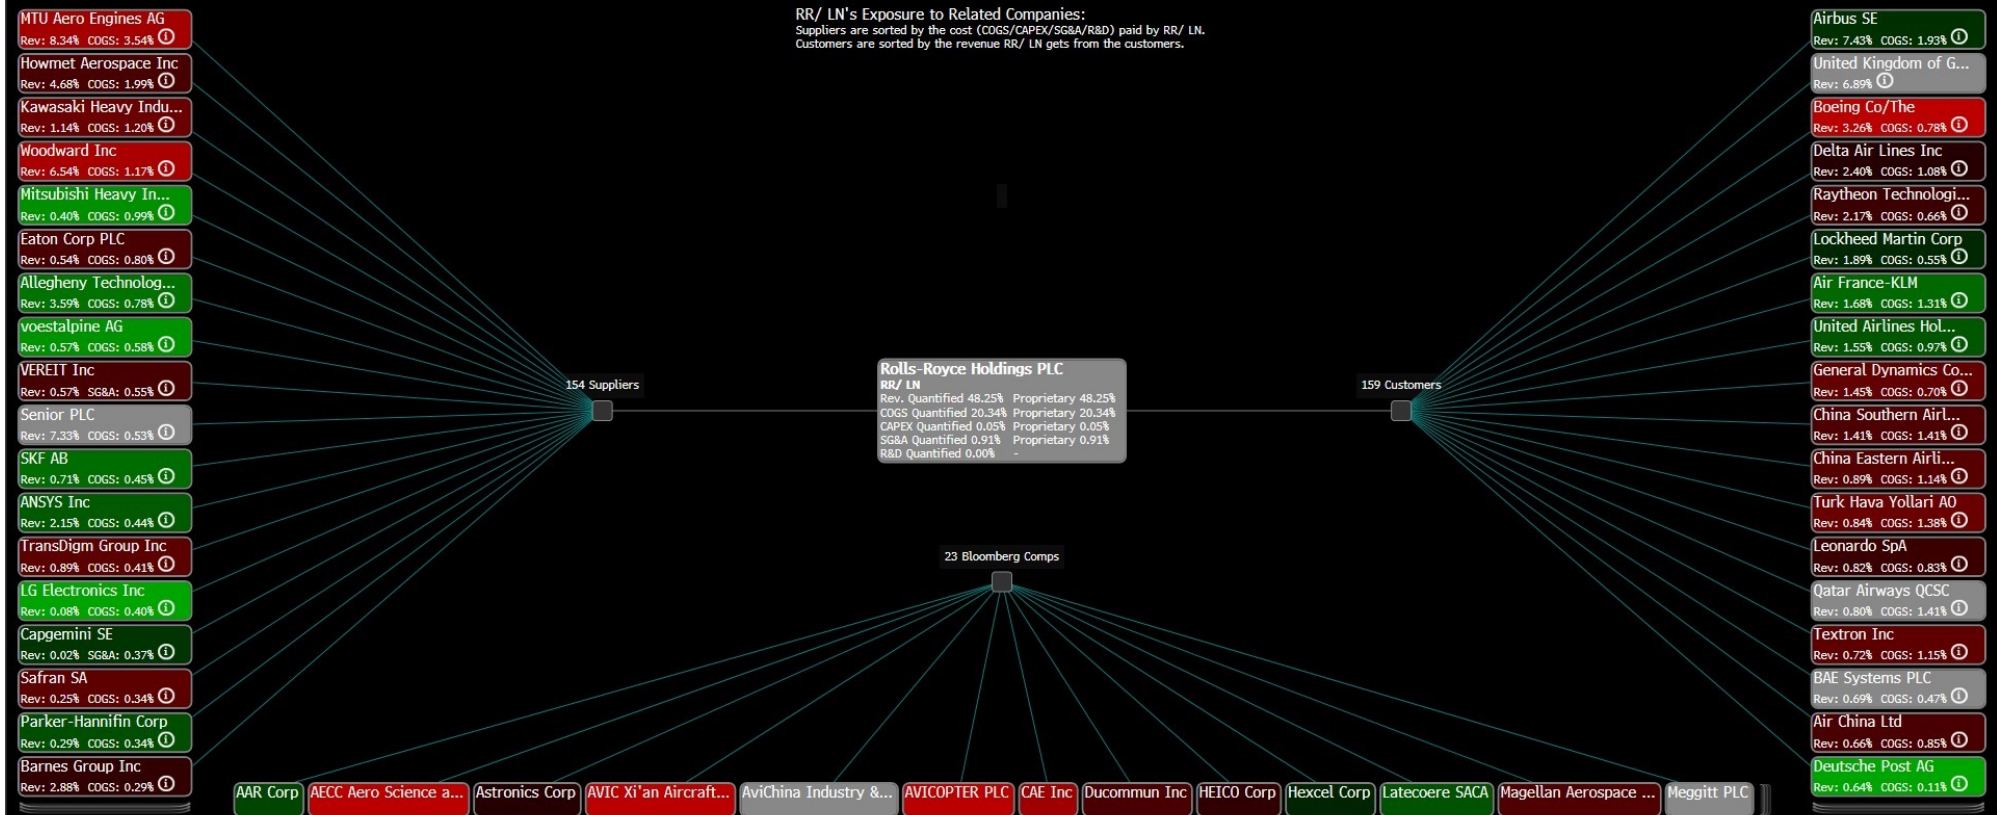 RR/ LN's Exposure to Related Companies:
Suppliers are sorted by the cost (COGS/CAPEX/SG&A/R&D) paid by RR/ LN.
Customers are sorted by the revenue RR/ LN gets from the customers.
MTU Aero Engines AG
Rev: 8.34% COGS: 3.54%
Howmet Aerospace Inc
Rev: 4.68% COGS: 1.99%
Kawasaki Heavy Indu...
Rev: 1.14% COGS: 1.20%
Woodward Inc
Rev: 6.54% COGS: 1.17%
Mitsubishi Heavy In...
Rev: 0.40% COGS: 0.99%
Eaton Corp PLC
Rev: 0.54% COGS: 0.80%
Allegheny Technolog...
Rev: 3.59% COGS: 0.78%
voestalpine AG
Rev: 0.57% COGS: 0.58%
VEREIT Inc
Rev: 0.57% SG&A: 0.55%
Senior PLC
Rev: 7.33% COGS: 0.53%
SKF AB
Rev: 0.71% COGS: 0.45%
ANSYS Inc
Rev: 2.15% COGS: 0.44%
TransDigm Group Inc
Rev: 0.89% COGS: 0.41%
LG Electronics Inc
Rev: 0.08% COGS: 0.40%
Capgemini SE
Rev: 0.02% SG&A: 0.37%
Safran SA
Rev: 0.25% COGS: 0.34%
Parker-Hannifin Corp
Rev: 0.29% COGS: 0.34%
Barnes Group Inc
Rev: 2.88% COGS: 0.29%
154 Suppliers
Rolls-Royce Holdings PLC
RR/ LN
Rev. Quantified 48.25% Proprietary 48.25%
COGS Quantified 20.34% Proprietary 20.34%
CAPEX Quantified 0.05% Proprietary 0.05%
SG&A Quantified 0.91% Proprietary 0.91%
R&D Quantified 0.00% -
159 Customers
Airbus SE
Rev: 7.43% COGS: 1.93%
United Kingdom of G...
Rev: 6.89%
Boeing Co/The
Rev: 3.26% COGS: 0.78%
Delta Air Lines Inc
Rev: 2.40% COGS: 1.08%
Raytheon Technologi...
Rev: 2.17% COGS: 0.66%
Lockheed Martin Corp
Rev: 1.89% COGS: 0.55%
Air France-KLM
Rev: 1.68% COGS: 1.31%
United Airlines Hol...
Rev: 1.55% COGS: 0.97%
General Dynamics Co...
Rev: 1.45% COGS: 0.70%
China Southern Airl...
Rev: 1.41% COGS: 1.41%
China Eastern Airli...
Rev: 0.89% COGS: 1.14%
Turk Hava Yollari AO
Rev: 0.84% COGS: 1.38%
Leonardo SpA
Rev: 0.82% COGS: 0.83%
Qatar Airways QCSC
Rev: 0.80% COGS: 1.41%
Textron Inc
Rev: 0.72% COGS: 1.15%
BAE Systems PLC
Rev: 0.69% COGS: 0.47%
Air China Ltd
Rev: 0.66% COGS: 0.85%
Deutsche Post AG
Rev: 0.64% COGS: 0.11%
23 Bloomberg Comps
AAR Corp
AECC Aero Science a...
Astronics Corp
AVIC Xi'an Aircraft...
AviChina Industry &...
AVICOPTER PLC
CAE Inc
Ducommun Inc
HEICO Corp
Hexcel Corp
Latecoere SACA
Magellan Aerospace ...
Meggitt PLC